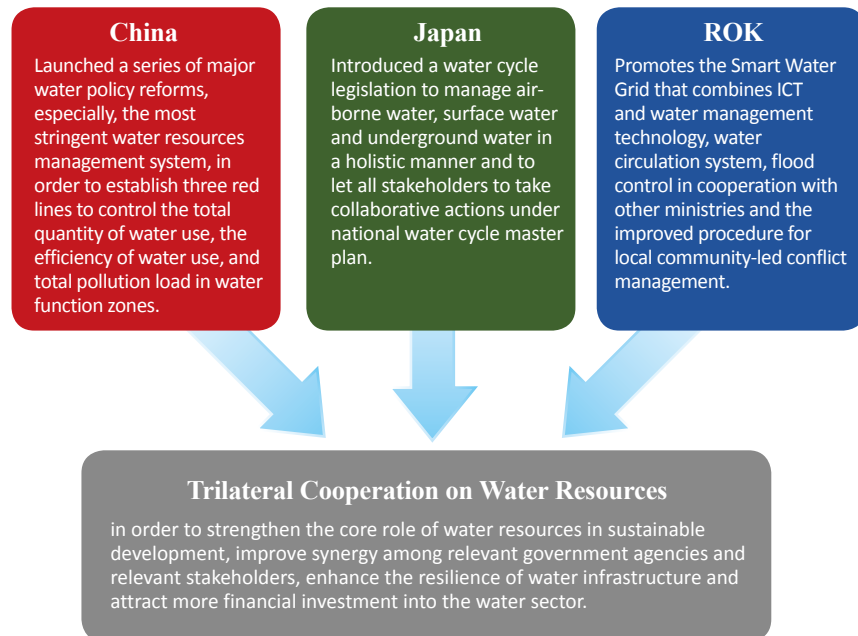 China
Launched a series of major
water policy reforms,
especially, the most
stringent water resources
management system, in
order to establish three red
lines to control the total
quantity of water use, the
efficiency of water use, and
total pollution load in water
function zones.
Japan
Introduced a water cycle
legislation to manage air-
borne water, surface water
and underground water in
a holistic manner and to
let all stakeholders to take
collaborative actions under
national water cycle master
plan.
ROK
Promotes the Smart Water
Grid that combines ICT
and water management
technology, water
circulation system, flood
control in cooperation with
other ministries and the
improved procedure for
local community-led conflict
management.
Trilateral Cooperation on Water Resources
in order to strengthen the core role of water resources in sustainable
development, improve synergy among relevant government agencies and
relevant stakeholders, enhance the resilience of water infrastructure and
attract more financial investment into the water sector.